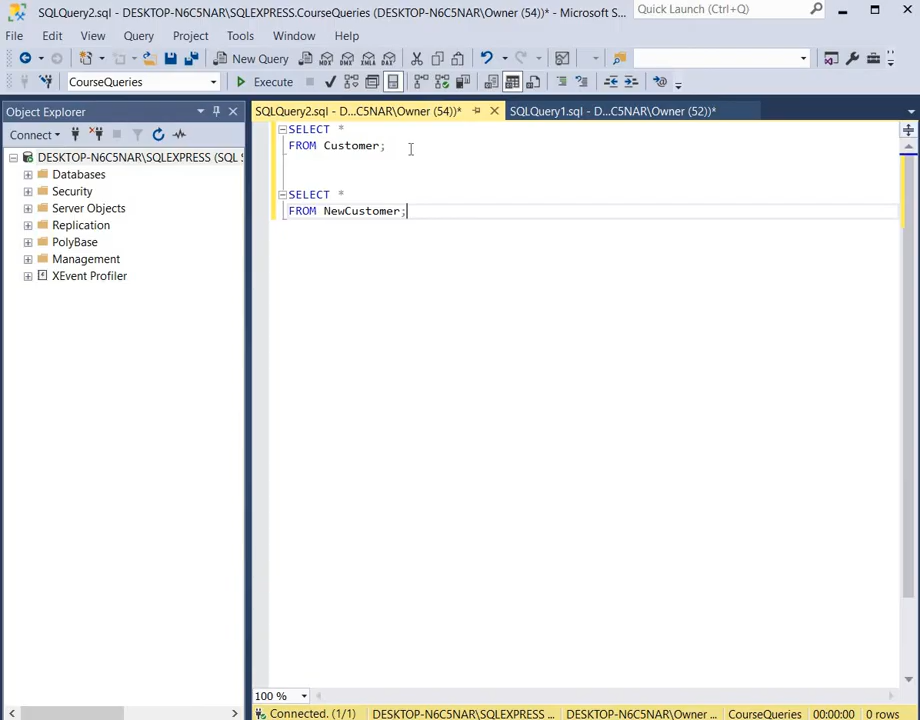 SQLQuery2.sql - DESKTOP-N6C5NAR\SQLEXPRESS.CourseQueries (DESKTOP-N6C5NAR\Owner (54))* - Microsoft S...
Quick Launch (Ctrl+Q)
File Edit View Query Project Tools Window Help
New Query
CourseQueries Execute
Object Explorer
SQLQuery2.sql - D...C5NAR\Owner (54))* SQLQuery1.sql - D...C5NAR\Owner (52))*
Connect
DESKTOP-N6C5NAR\SQLEXPRESS (SQL S
Databases
Security
Server Objects
Replication
PolyBase
Management
XEvent Profiler
SELECT *
FROM Customer;
SELECT *
FROM NewCustomer;
100 %
Connected. (1/1) DESKTOP-N6C5NAR\SQLEXPRESS ... DESKTOP-N6C5NAR\Owner ... CourseQueries 00:00:00 0 rows